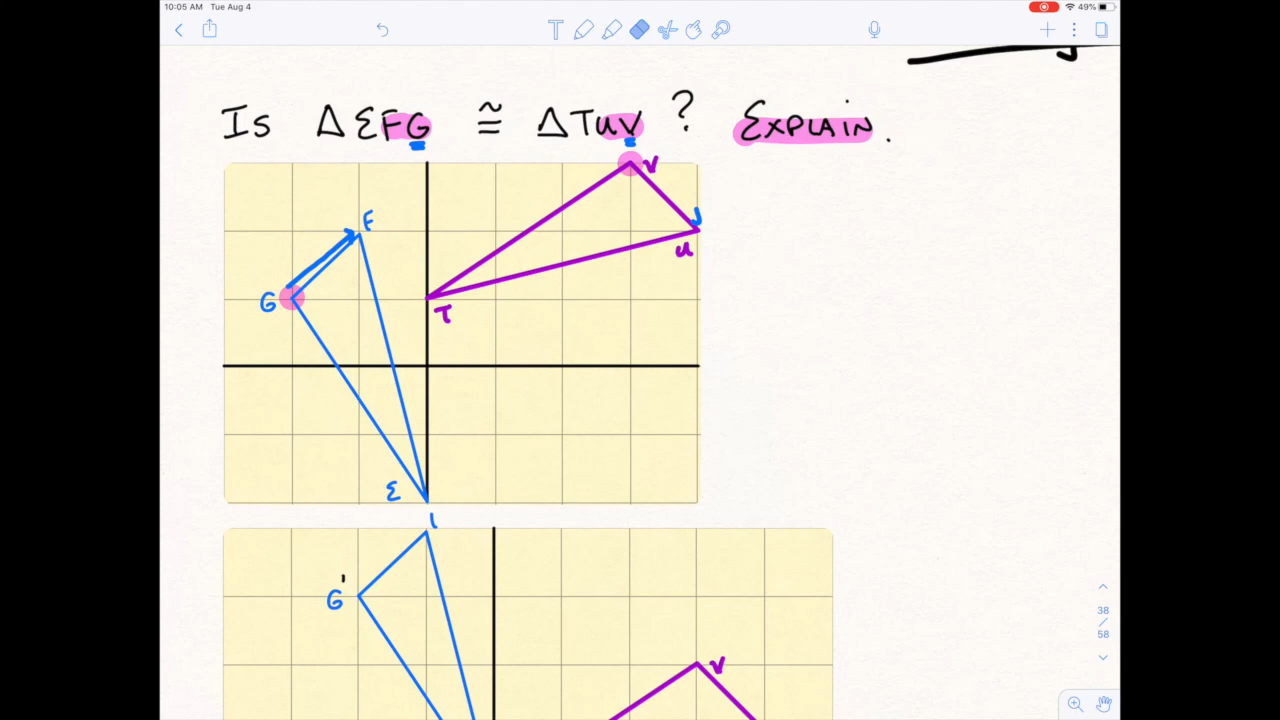 10:05 AM Tue Aug 4
49%
T
Is ΔEFG ≅ ΔTUV ? EXPLAIN.
V
F
U
G
T
E
38
/
58
G'
V